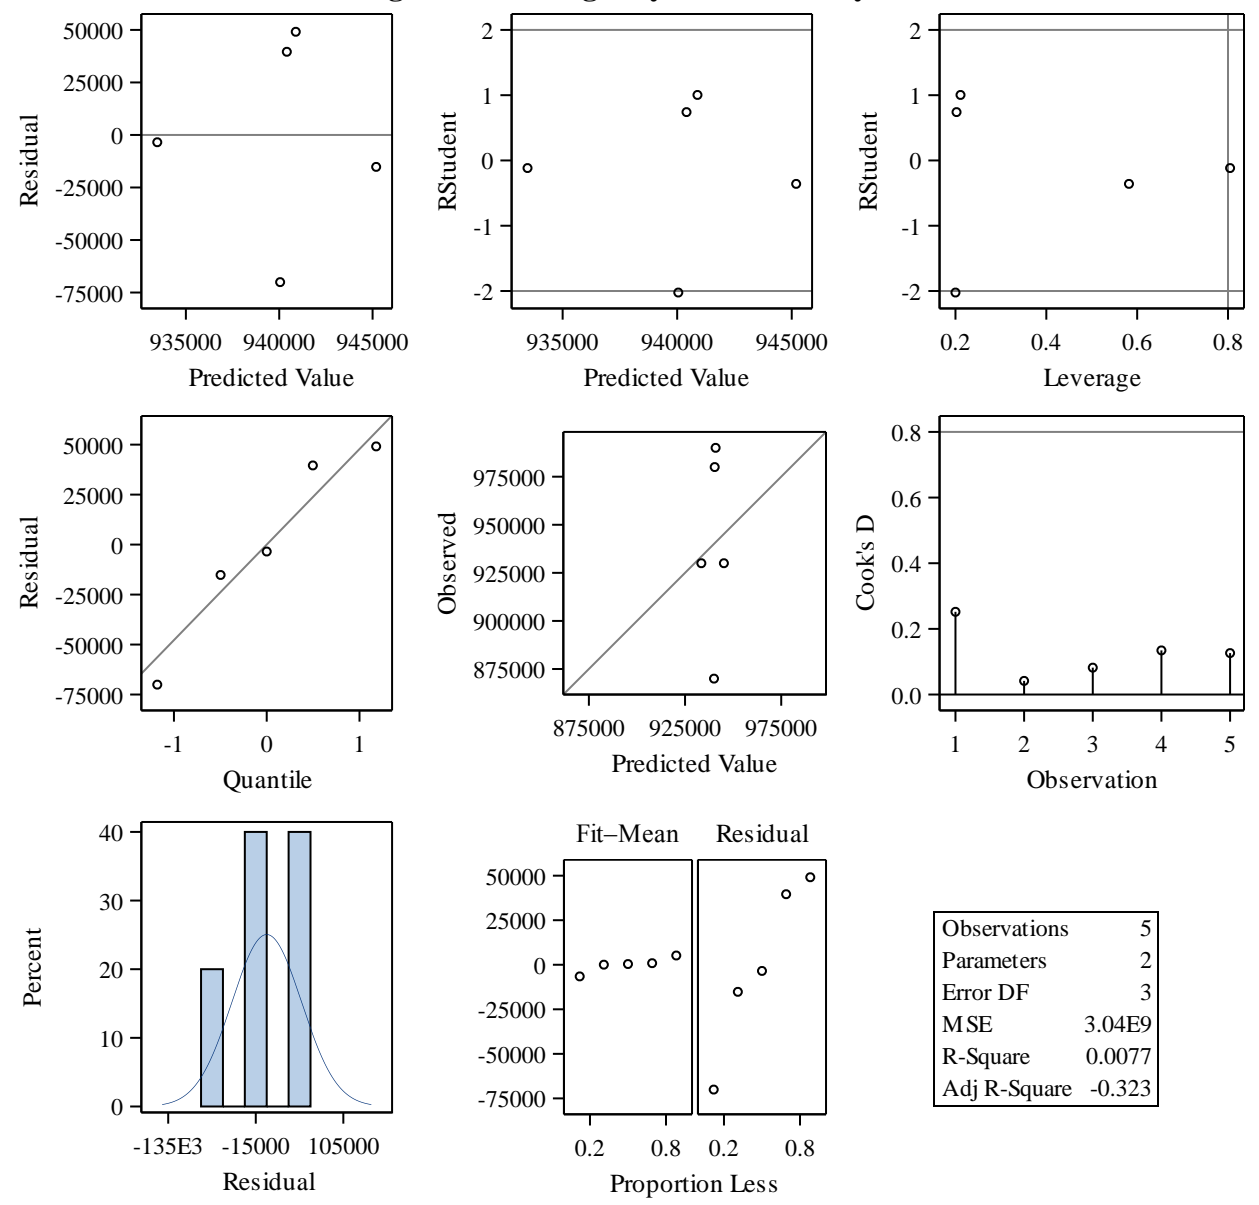 50000
25000
0
-25000
-50000
-75000
Residual
935000 940000 945000
Predicted Value
2
1
0
-1
-2
RStudent
935000 940000 945000
Predicted Value
2
1
0
-1
-2
RStudent
0.2 0.4 0.6 0.8
Leverage
50000
25000
0
-25000
-50000
-75000
Residual
-1 0 1
Quantile
975000
950000
925000
900000
875000
Observed
875000 925000 975000
Predicted Value
0.8
0.6
0.4
0.2
0.0
Cook's D
1 2 3 4 5
Observation
40
30
20
10
0
Percent
-135E3 -15000 105000
Residual
Fit–Mean Residual
50000
25000
0
-25000
-50000
-75000
0.2 0.8 0.2 0.8
Proportion Less
Observations 5
Parameters 2
Error DF 3
MSE 3.04E9
R-Square 0.0077
Adj R-Square -0.323